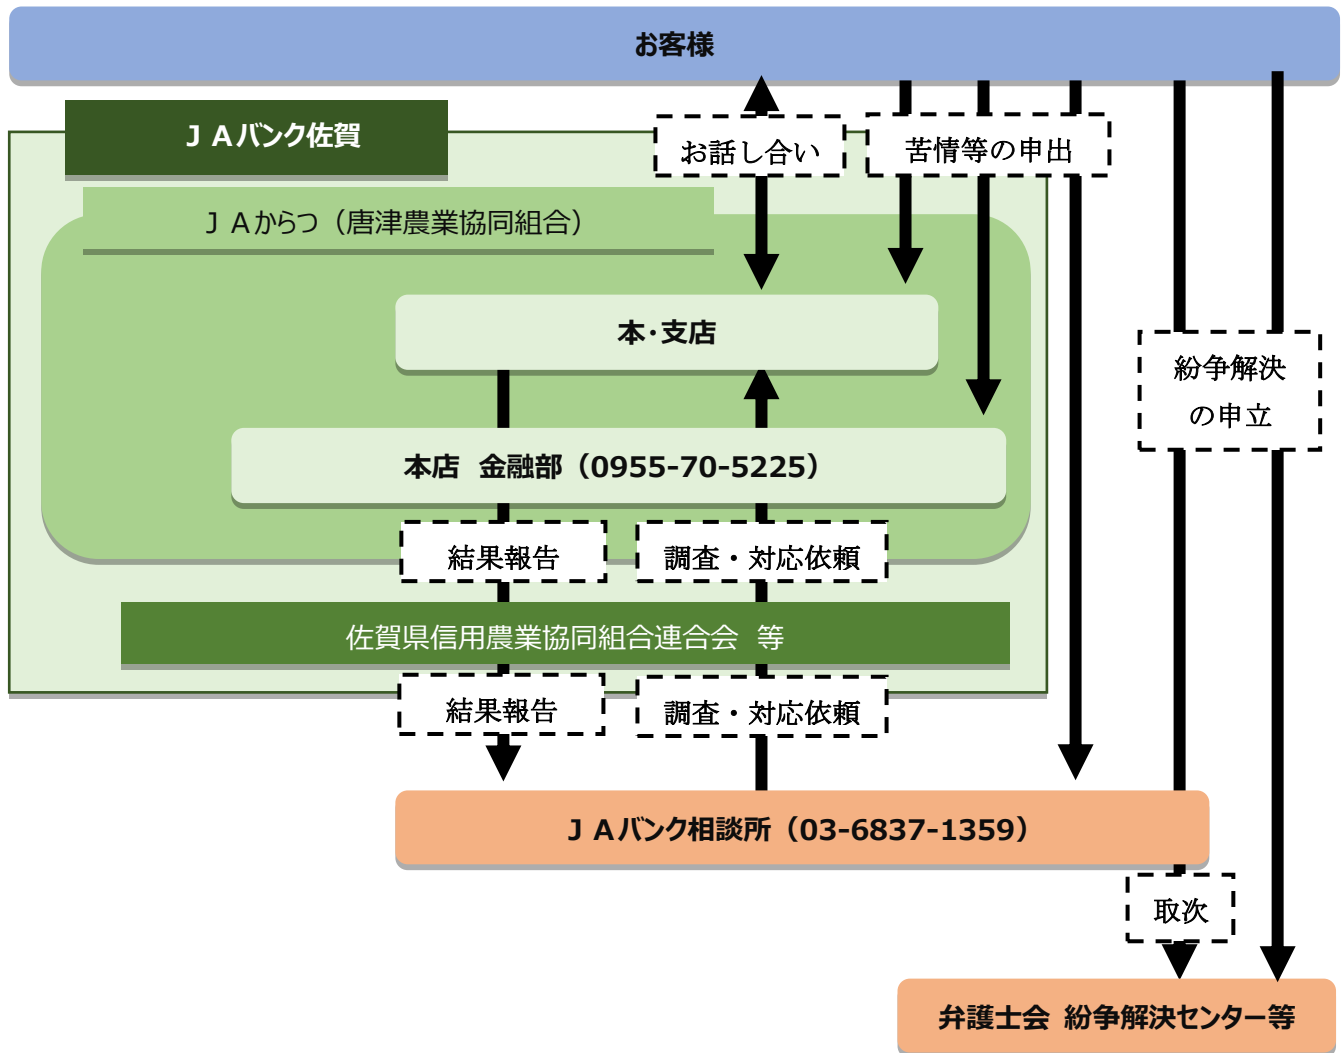 お客様
ＪＡバンク佐賀
お話し合い
苦情等の申出
ＪＡからつ（唐津農業協同組合）
本・支店
紛争解決
の申立
本店 金融部（0955-70-5225）
結果報告
調査・対応依頼
佐賀県信用農業協同組合連合会 等
結果報告
調査・対応依頼
ＪＡバンク相談所（03-6837-1359）
取次
弁護士会 紛争解決センター等